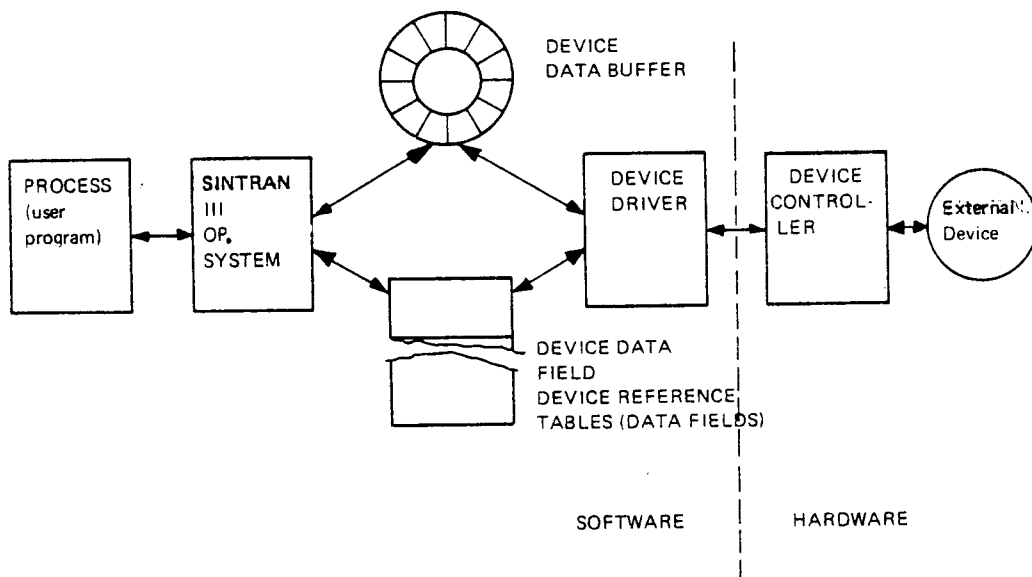 DEVICE
DATA BUFFER
PROCESS
(user
program)
SINTRAN
III
OP.
SYSTEM
DEVICE
DRIVER
DEVICE
CONTROL-
LER
External
Device
DEVICE DATA
FIELD
DEVICE REFERENCE
TABLES (DATA FIELDS)
SOFTWARE
HARDWARE